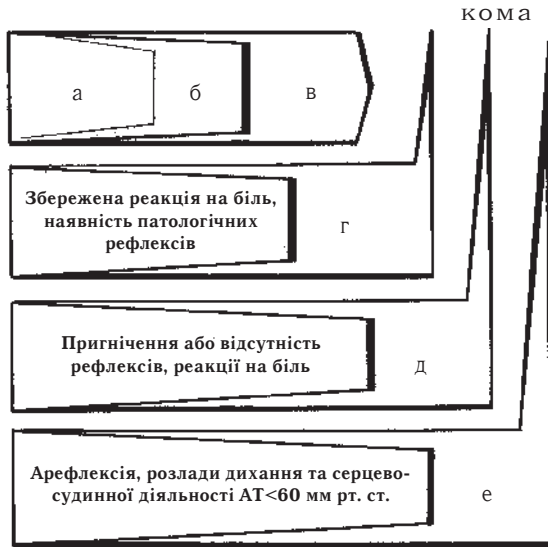 кома
а
б
в
Збережена реакція на біль,
наявність патологічних
рефлексів
г
Пригнічення або відсутність
рефлексів, реакції на біль
д
Арефлексія, розлади дихання та серцево-
судинної діяльності АТ<60 мм рт. ст.
е